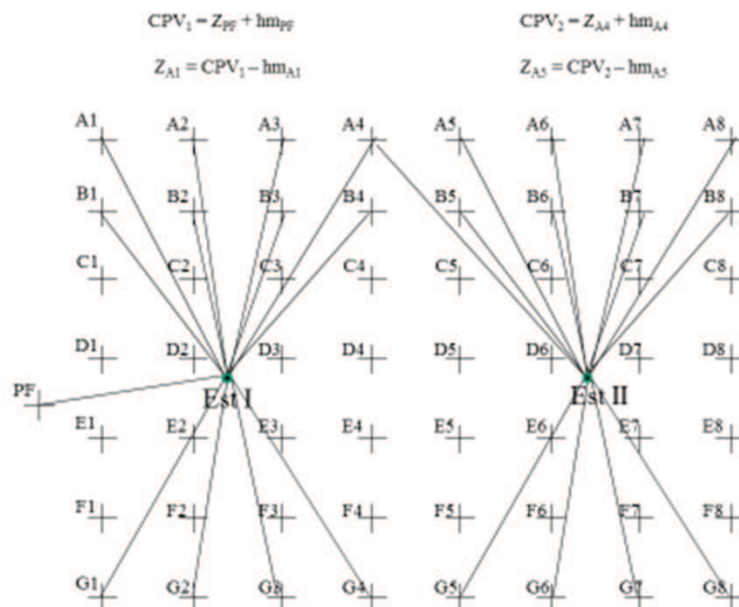 CPV₁ = Z_PF + hm_PF CPV₂ = Z_A4 + hm_A4
Z_A1 = CPV₁ – hm_A1 Z_A5 = CPV₂ – hm_A5
A1 A2 A3 A4 A5 A6 A7 A8
B1 B2 B3 B4 B5 B6 B7 B8
C1 C2 C3 C4 C5 C6 C7 C8
D1 D2 D3 D4 D5 D6 D7 D8
PF Est I Est II
E1 E2 E3 E4 E5 E6 E7 E8
F1 F2 F3 F4 F5 F6 F7 F8
G1 G2 G3 G4 G5 G6 G7 G8